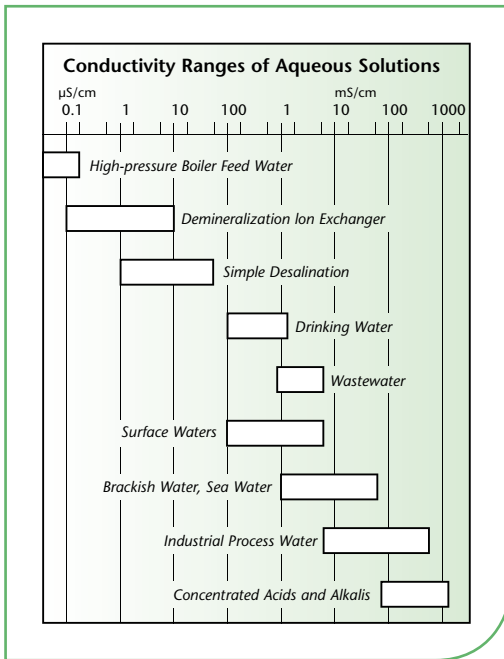 Conductivity Ranges of Aqueous Solutions
µS/cm mS/cm
0.1 1 10 100 1 10 100 1000
High-pressure Boiler Feed Water
Demineralization Ion Exchanger
Simple Desalination
Drinking Water
Wastewater
Surface Waters
Brackish Water, Sea Water
Industrial Process Water
Concentrated Acids and Alkalis